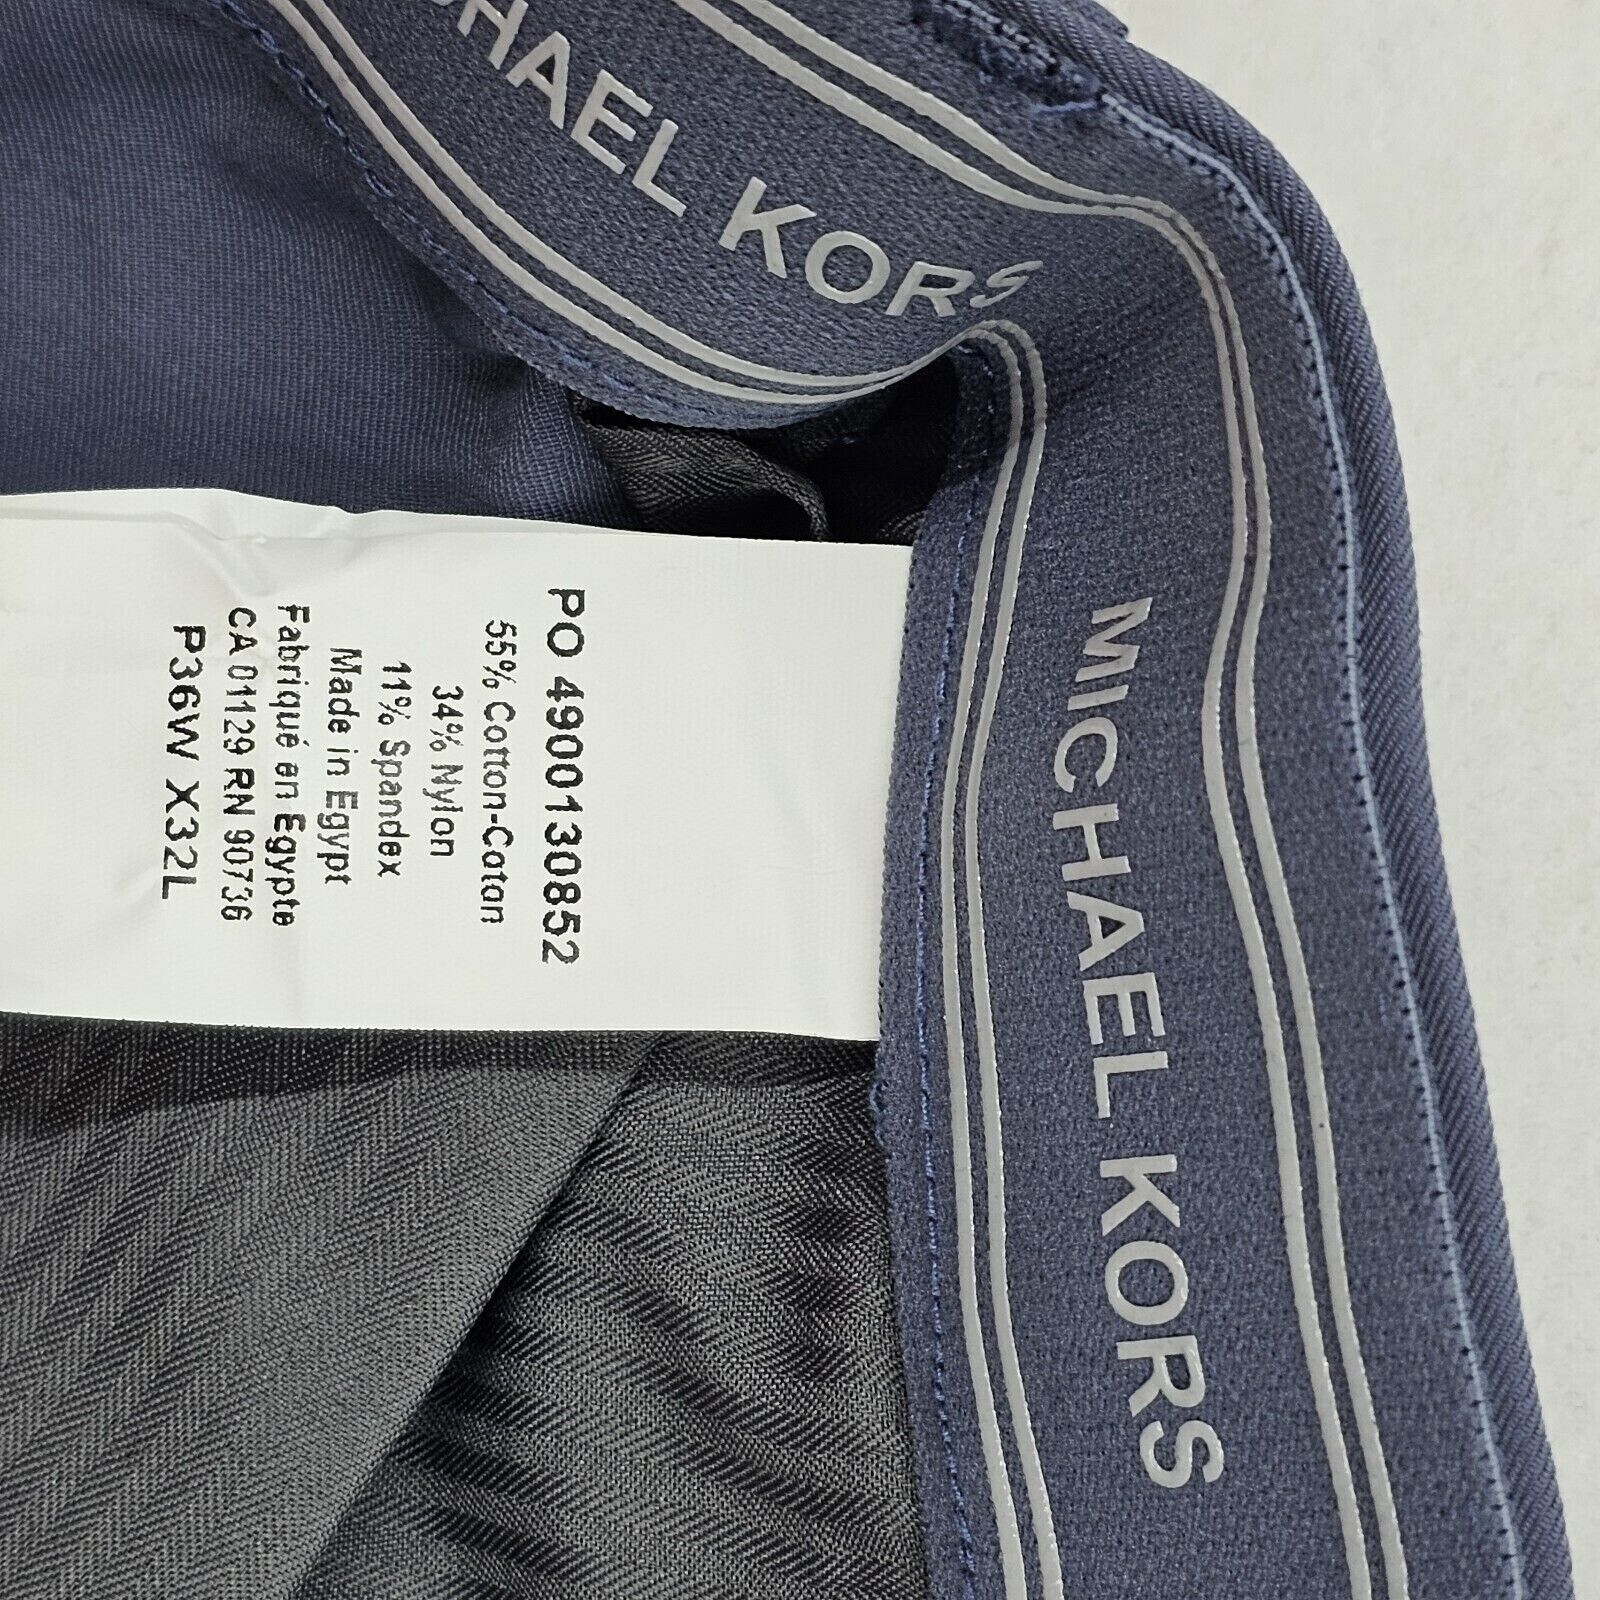 HAEL KORS
MICHAEL KORS
PO 4900130852
55% Cotton-Coton
34% Nylon
11% Spandex
Made in Egypt
Fabriqué en Egypte
CA 01129 RN 90736
P36W X32L